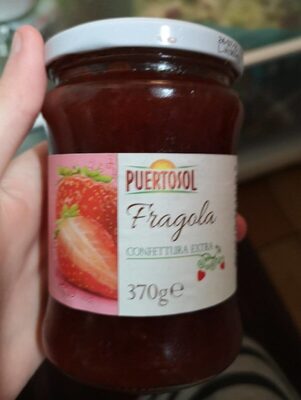 PUERTOSOL
Fragola
CONFETTURA EXTRA
370g℮